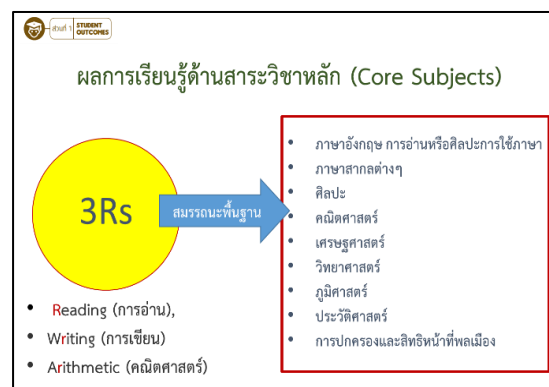 ส่วนที่ 1
STUDENT
OUTCOMES
ผลการเรียนรู้ด้านสาระวิชาหลัก (Core Subjects)
3Rs
สมรรถนะพื้นฐาน
• ภาษาอังกฤษ การอ่านหรือศิลปะการใช้ภาษา
• ภาษาสากลต่างๆ
• ศิลปะ
• คณิตศาสตร์
• เศรษฐศาสตร์
• วิทยาศาสตร์
• ภูมิศาสตร์
• ประวัติศาสตร์
• การปกครองและสิทธิหน้าที่พลเมือง
• Reading (การอ่าน),
• Writing (การเขียน)
• Arithmetic (คณิตศาสตร์)